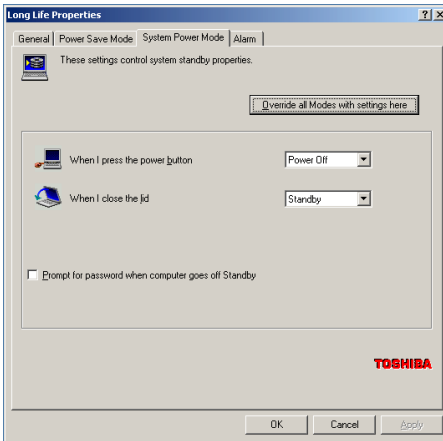 Long Life Properties
General Power Save Mode System Power Mode Alarm
These settings control system standby properties.
Override all Modes with settings here
When I press the power button Power Off
When I close the lid Standby
Prompt for password when computer goes off Standby
TOSHIBA
OK Cancel Apply